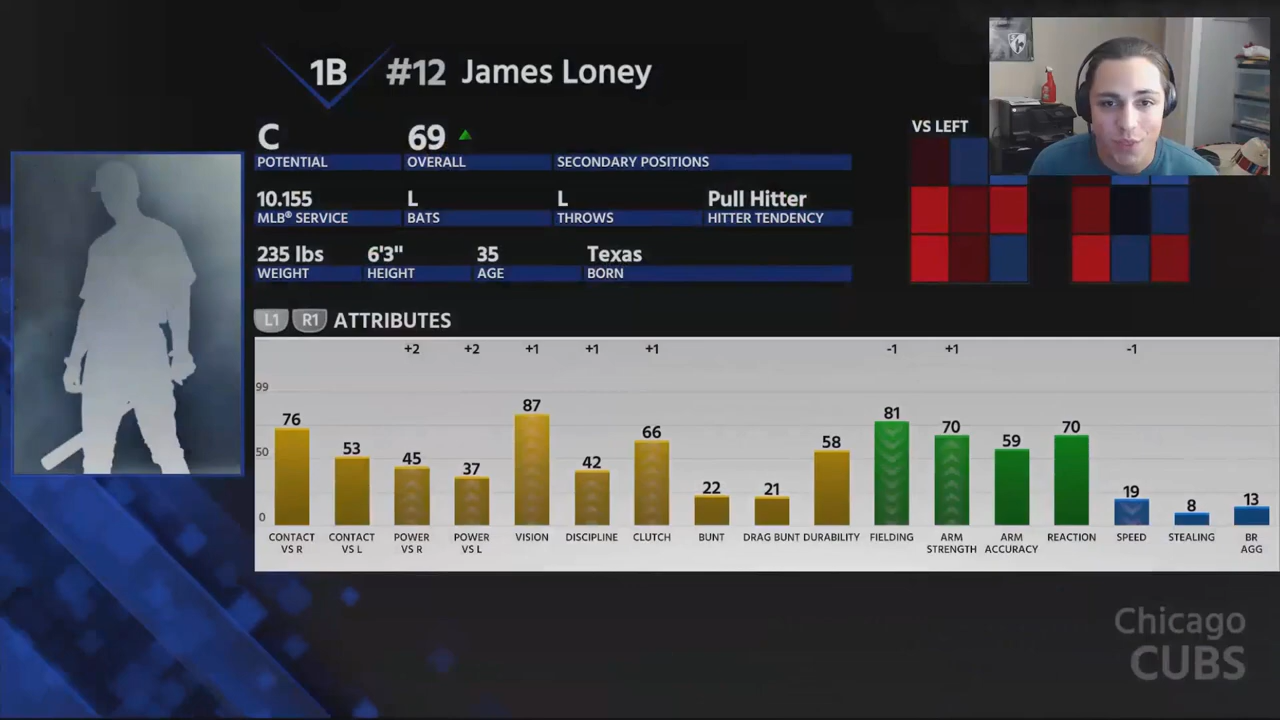 1B #12 James Loney
C 69
POTENTIAL OVERALL SECONDARY POSITIONS
10.155 L L Pull Hitter
MLB® SERVICE BATS THROWS HITTER TENDENCY
235 lbs 6'3" 35 Texas
WEIGHT HEIGHT AGE BORN
VS LEFT
L1 R1 ATTRIBUTES
+2 +2 +1 +1 +1 -1 +1 -1
99
50
0
76 53 45 37 87 42 66 22 21 58 81 70 59 70 19 8 13
CONTACT VS R
CONTACT VS L
POWER VS R
POWER VS L
VISION
DISCIPLINE
CLUTCH
BUNT
DRAG BUNT
DURABILITY
FIELDING
ARM STRENGTH
ARM ACCURACY
REACTION
SPEED
STEALING
BR AGG
Chicago
CUBS